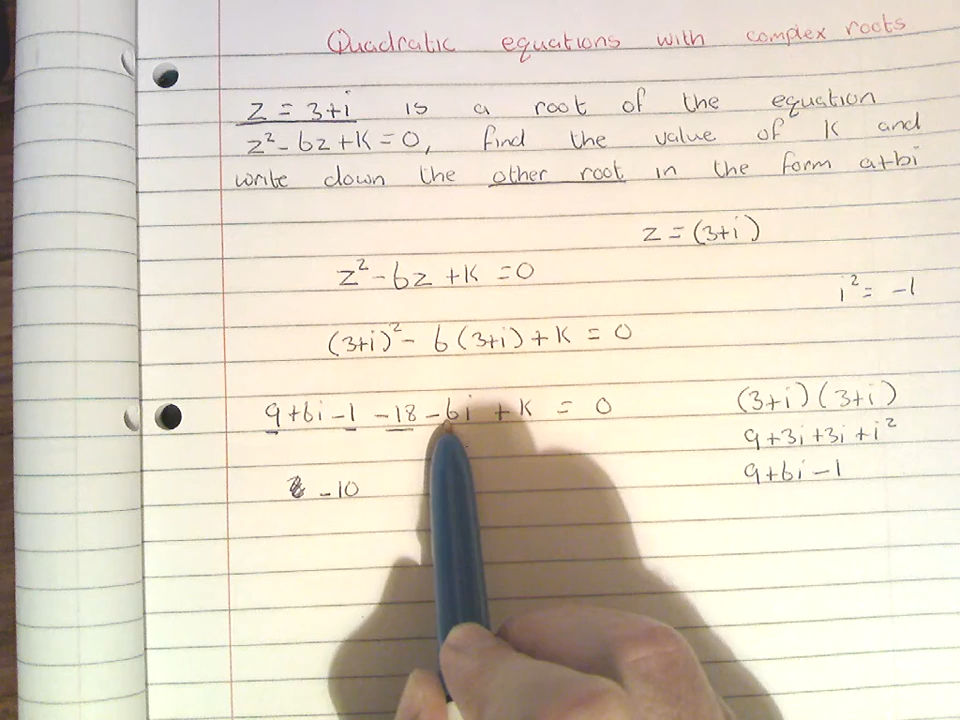 Quadratic equations with complex roots
z = 3+i is a root of the equation
z² - 6z + K = 0, find the value of K and
write down the other root in the form a+bi
z = (3+i)
z² - 6z + K = 0
i² = -1
(3+i)² - 6(3+i) + K = 0
9 + 6i - 1 - 18 - 6i + K = 0
(3+i)(3+i)
9 + 3i + 3i + i²
9 + 6i - 1
-10